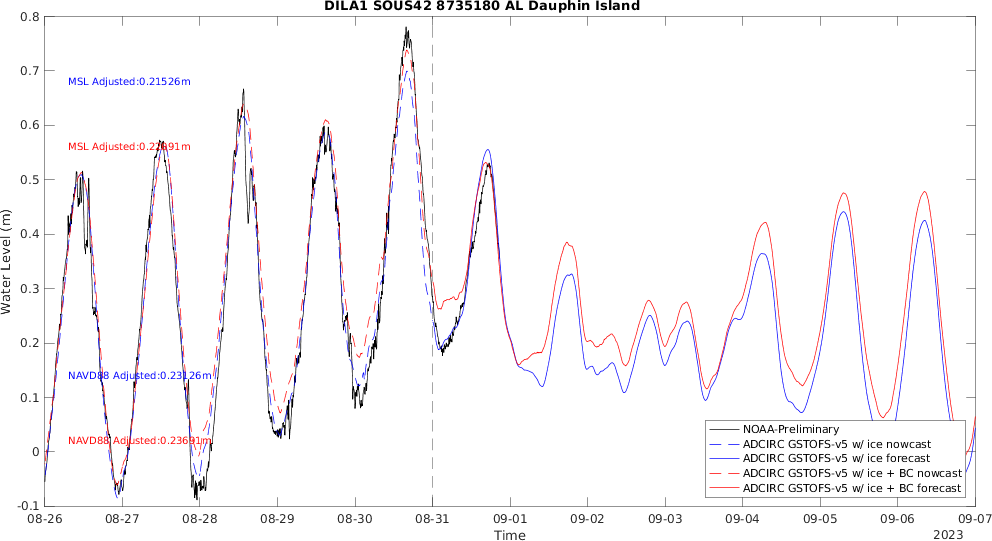 DILA1 SOUS42 8735180 AL Dauphin Island
0.8
0.7
0.6
0.5
0.4
0.3
0.2
0.1
0
-0.1
Water Level (m)
MSL Adjusted:0.21526m
MSL Adjusted:
NAVD88 Adjusted:0.23126m
NAVD88 Adjusted:0.23691m
NOAA-Preliminary
ADCIRC GSTOFS-v5 w/ ice nowcast
ADCIRC GSTOFS-v5 w/ ice forecast
ADCIRC GSTOFS-v5 w/ ice + BC nowcast
ADCIRC GSTOFS-v5 w/ ice + BC forecast
08-26 08-27 08-28 08-29 08-30 08-31 09-01 09-02 09-03 09-04 09-05 09-06 09-07
Time
2023